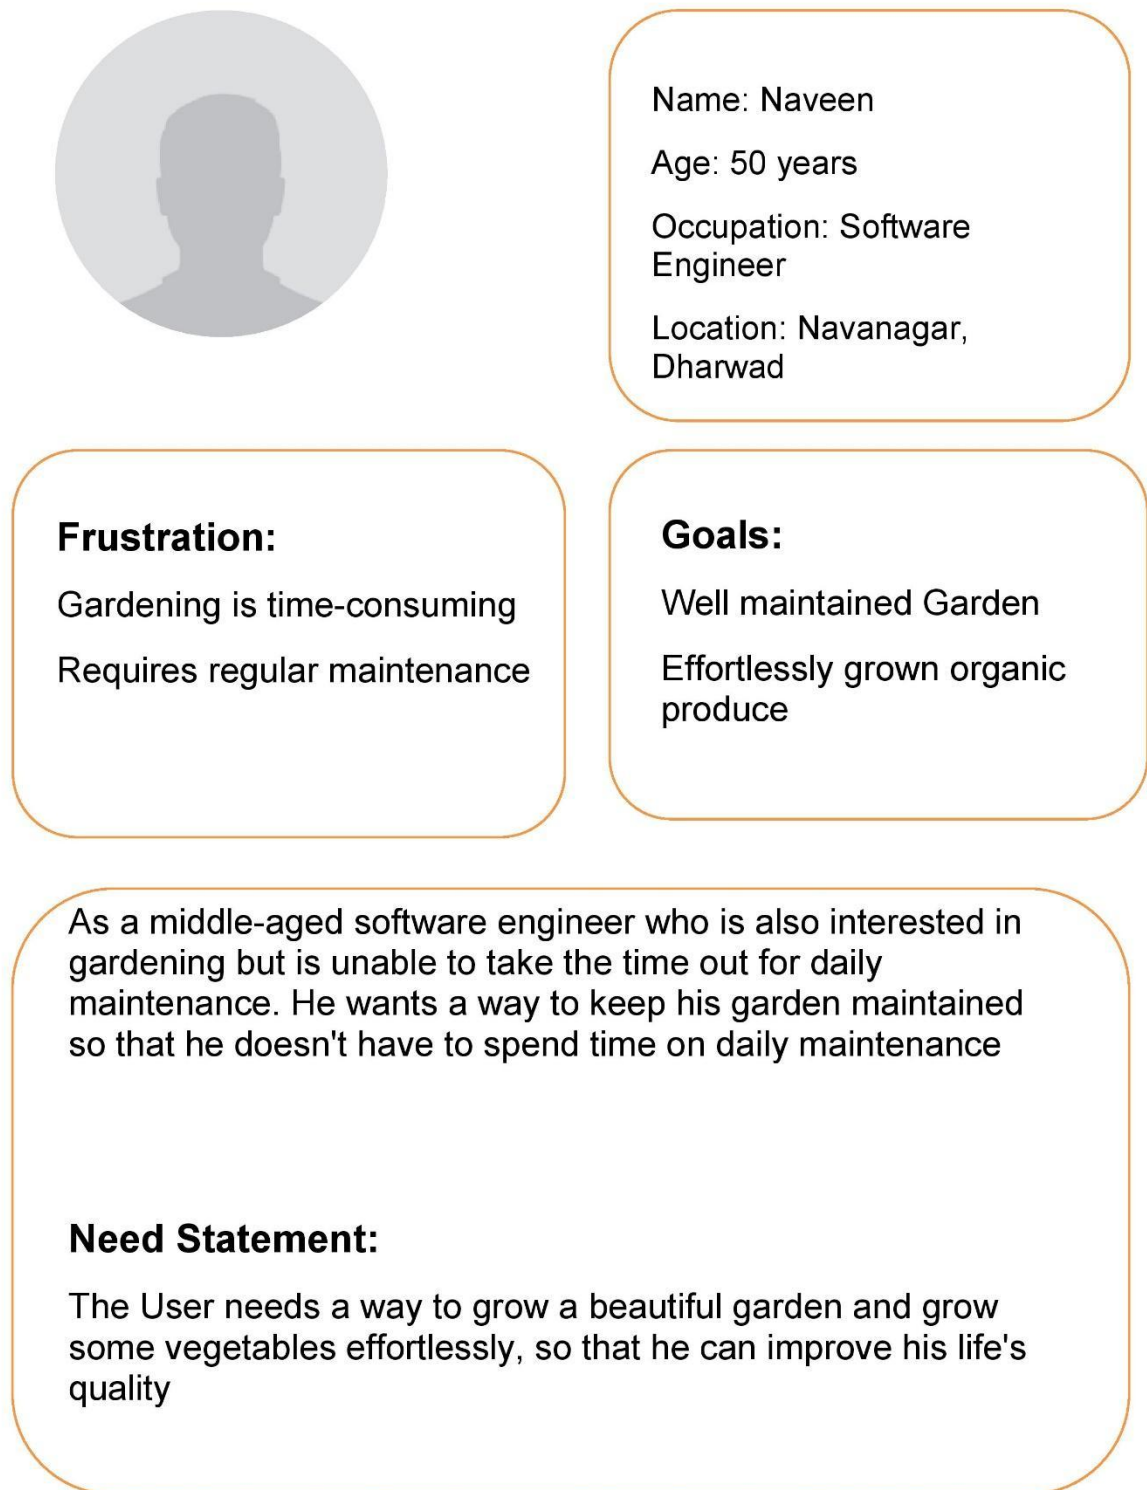 Name: Naveen
Age: 50 years
Occupation: Software
Engineer
Location: Navanagar,
Dharwad
Frustration:
Gardening is time-consuming
Requires regular maintenance
Goals:
Well maintained Garden
Effortlessly grown organic
produce
As a middle-aged software engineer who is also interested in
gardening but is unable to take the time out for daily
maintenance. He wants a way to keep his garden maintained
so that he doesn't have to spend time on daily maintenance
Need Statement:
The User needs a way to grow a beautiful garden and grow
some vegetables effortlessly, so that he can improve his life's
quality